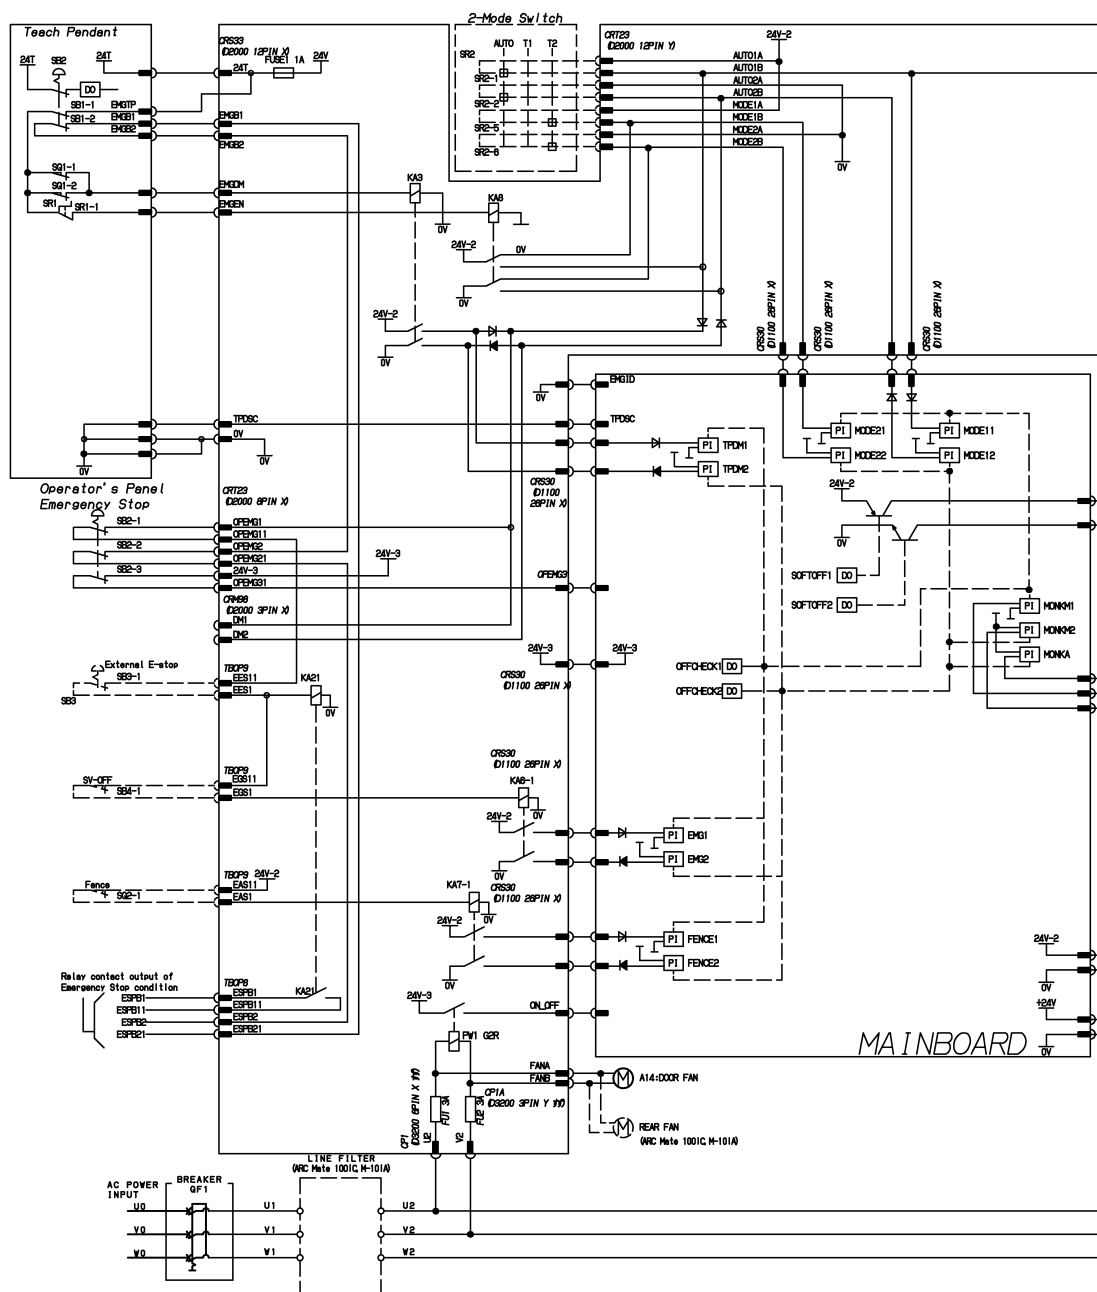 Teach Pendant
24T
SB2
24T
DO
SB1-1
EMGTP
SB1-2
EMGB1
EMGB2
SQ1-1
SQ1-2
SR1
SR1-1
0V
CRS33
(D2000 12PIN X)
24T
FUSE1 1A
24V
EMGB1
EMGB2
EMGDM
EMGEN
KA3
0V
KA8
24V-2
0V
0V
24V-2
0V
TPDSC
0V
0V
2-Mode Switch
SR2
AUTO
T1
T2
SR2-1
SR2-2
SR2-5
SR2-6
CRT23
(D2000 12PIN Y)
24V-2
AUTO1A
AUTO1B
AUTO2A
AUTO2B
MODE1A
MODE1B
MODE2A
MODE2B
0V
CRS30
(D1100 26PIN X)
CRS30
(D1100 26PIN X)
CRS30
(D1100 26PIN X)
0V
EMGID
TPDSC
PI
TPDM1
PI
TPDM2
CRS30
(D1100
26PIN X)
PI
MODE21
PI
MODE22
PI
MODE11
PI
MODE12
24V-2
0V
SOFTOFF1
DO
SOFTOFF2
DO
PI
MONKM1
PI
MONKM2
PI
MONKA
OFFCHECK1
DO
OFFCHECK2
DO
Operator's Panel
Emergency Stop
SB2-1
SB2-2
SB2-3
CRT23
(D2000 6PIN X)
OPEMG1
OPEMG11
OPEMG2
OPEMG21
24V-3
OPEMG31
24V-3
OPEMG3
CRM96
(D2000 3PIN X)
DM1
DM2
24V-3
24V-3
CRS30
(D1100 26PIN X)
External E-stop
SB3-1
SB3
TBOP9
EES11
EES1
KA21
0V
SV-OFF
SB4-1
TBOP9
EGS11
EGS1
CRS30
(D1100 26PIN X)
KA6-1
0V
24V-2
0V
PI
EMG1
PI
EMG2
Fence
SQ2-1
TBOP9
EAS11
24V-2
EAS1
CRS30
(D1100 26PIN X)
KA7-1
0V
24V-2
0V
PI
FENCE1
PI
FENCE2
Relay contact output of
Emergency Stop condition
ESPB1
ESPB11
ESPB2
ESPB21
TBOP6
ESPB1
ESPB11
ESPB2
ESPB21
KA21
24V-3
ON_OFF
PW1 G2R
24V-2
0V
+24V
0V
MAINBOARD
FANA
FANB
M
A14:DOOR FAN
M
REAR FAN
(ARC Mate 100iC, M-10iA)
FU1 3A
FU2 3A
CP1A
CP1
U2
V2
LINE FILTER
(ARC Mate 100iC, M-10iA)
AC POWER
INPUT
BREAKER
QF1
U0
U1
U2
V0
V1
V2
W0
W1
W2